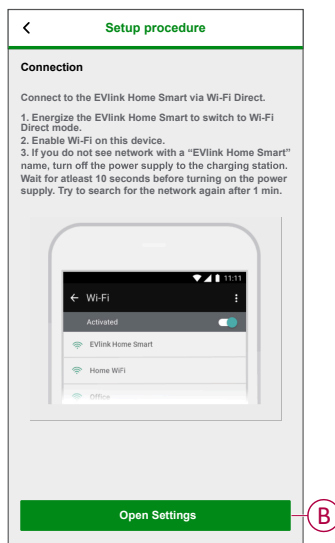 Setup procedure
Connection
Connect to the EVlink Home Smart via Wi-Fi Direct.
1. Energize the EVlink Home Smart to switch to Wi-Fi
Direct mode.
2. Enable Wi-Fi on this device.
3. If you do not see network with a “EVlink Home Smart”
name, turn off the power supply to the charging station.
Wait for atleast 10 seconds before turning on the power
supply. Try to search for the network again after 1 min.
11:11
Wi-Fi
Activated
EVlink Home Smart
Home WiFi
Office
Open Settings
B